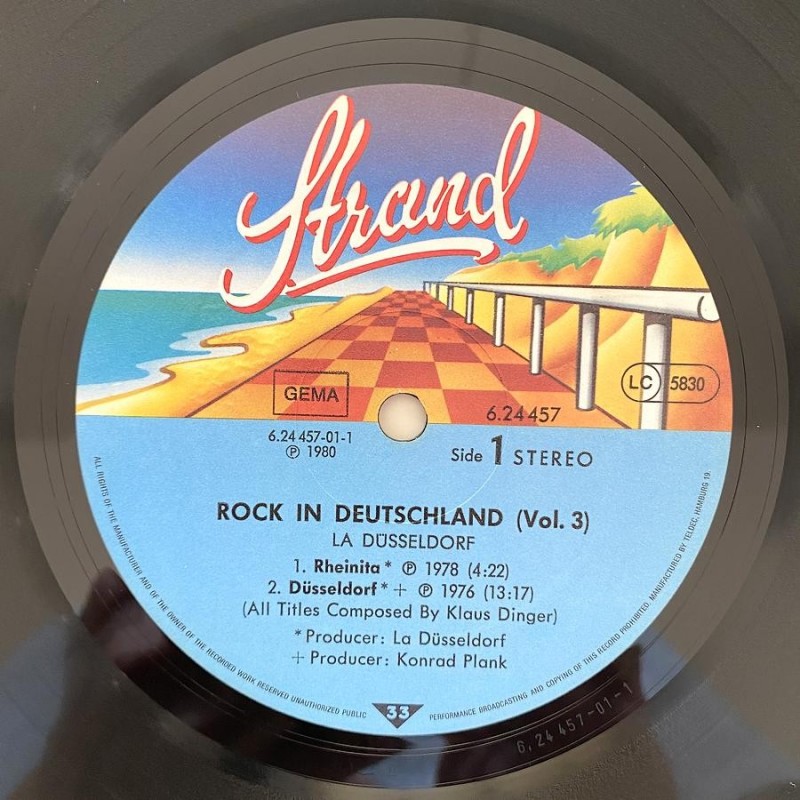 Strand
GEMA
LC 5830
6.24457
6.24 457-01-1
Ⓟ 1980
Side 1 STEREO
ROCK IN DEUTSCHLAND (Vol. 3)
LA DÜSSELDORF
1. Rheinita * Ⓟ 1978 (4:22)
2. Düsseldorf * + Ⓟ 1976 (13:17)
(All Titles Composed By Klaus Dinger)
* Producer: La Düsseldorf
+ Producer: Konrad Plank
33
ALL RIGHTS OF THE MANUFACTURER AND OF THE OWNER OF THE RECORDED WORK RESERVED UNAUTHORIZED PUBLIC PERFORMANCE BROADCASTING AND COPYING OF THIS RECORD PROHIBITED. MANUFACTURED BY TELDEC, HAMBURG 19.
6.24457-01-1